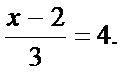 x − 2
3
= 4.